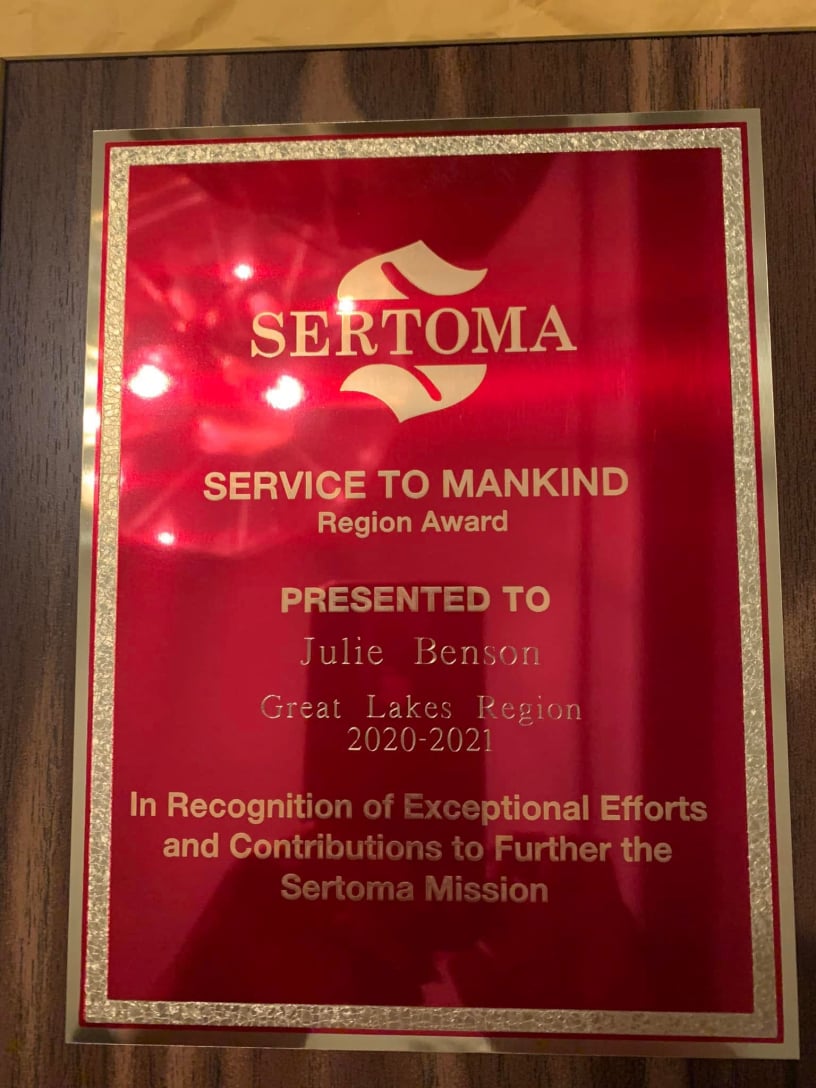 SERTOMA
SERVICE TO MANKIND
Region Award
PRESENTED TO
Julie Benson
Great Lakes Region
2020-2021
In Recognition of Exceptional Efforts
and Contributions to Further the
Sertoma Mission